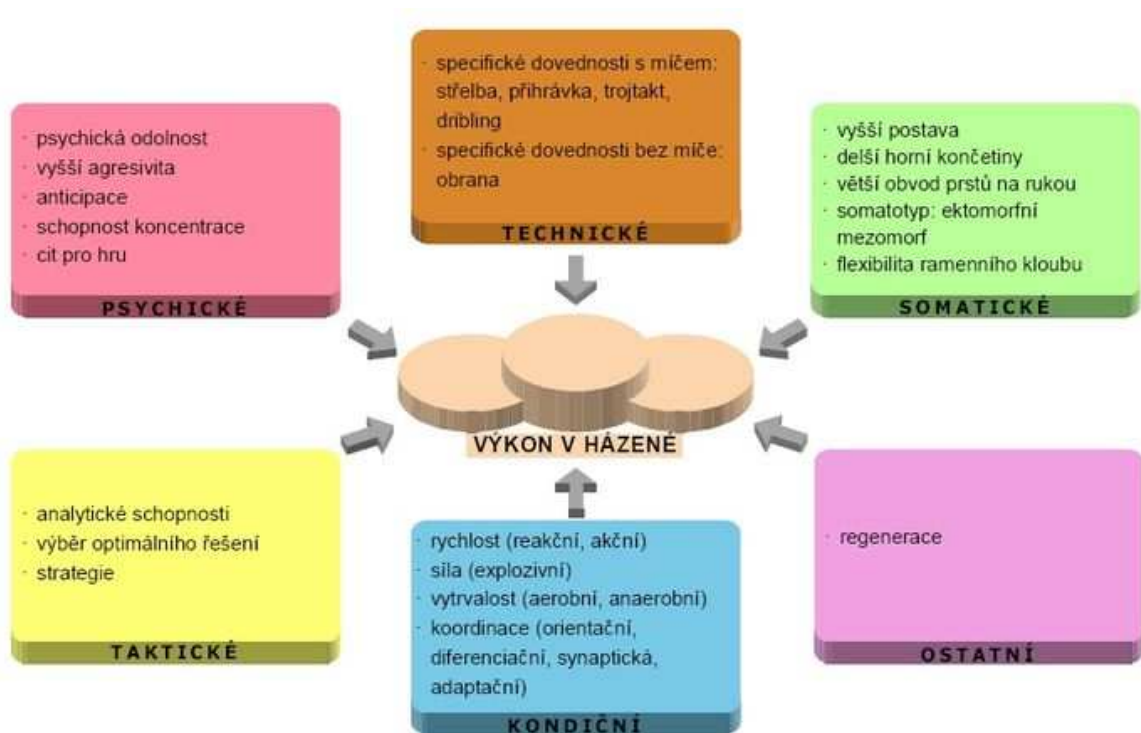 · specifické dovednosti s míčem:
střelba, přihrávka, trojtakt,
dribling
· specifické dovednosti bez míče:
obrana
TECHNICKÉ
· psychická odolnost
· vyšší agresivita
· anticipace
· schopnost koncentrace
· cit pro hru
PSYCHICKÉ
· vyšší postava
· delší horní končetiny
· větší obvod prstů na rukou
· somatotyp: ektomorfní
mezomorf
· flexibilita ramenního kloubu
SOMATICKÉ
VÝKON V HÁZENÉ
· analytické schopnosti
· výběr optimálního řešení
· strategie
TAKTICKÉ
· rychlost (reakční, akční)
· síla (explozivní)
· vytrvalost (aerobní, anaerobní)
· koordinace (orientační,
diferenciační, synaptická,
adaptační)
KONDIČNÍ
· regenerace
OSTATNÍ